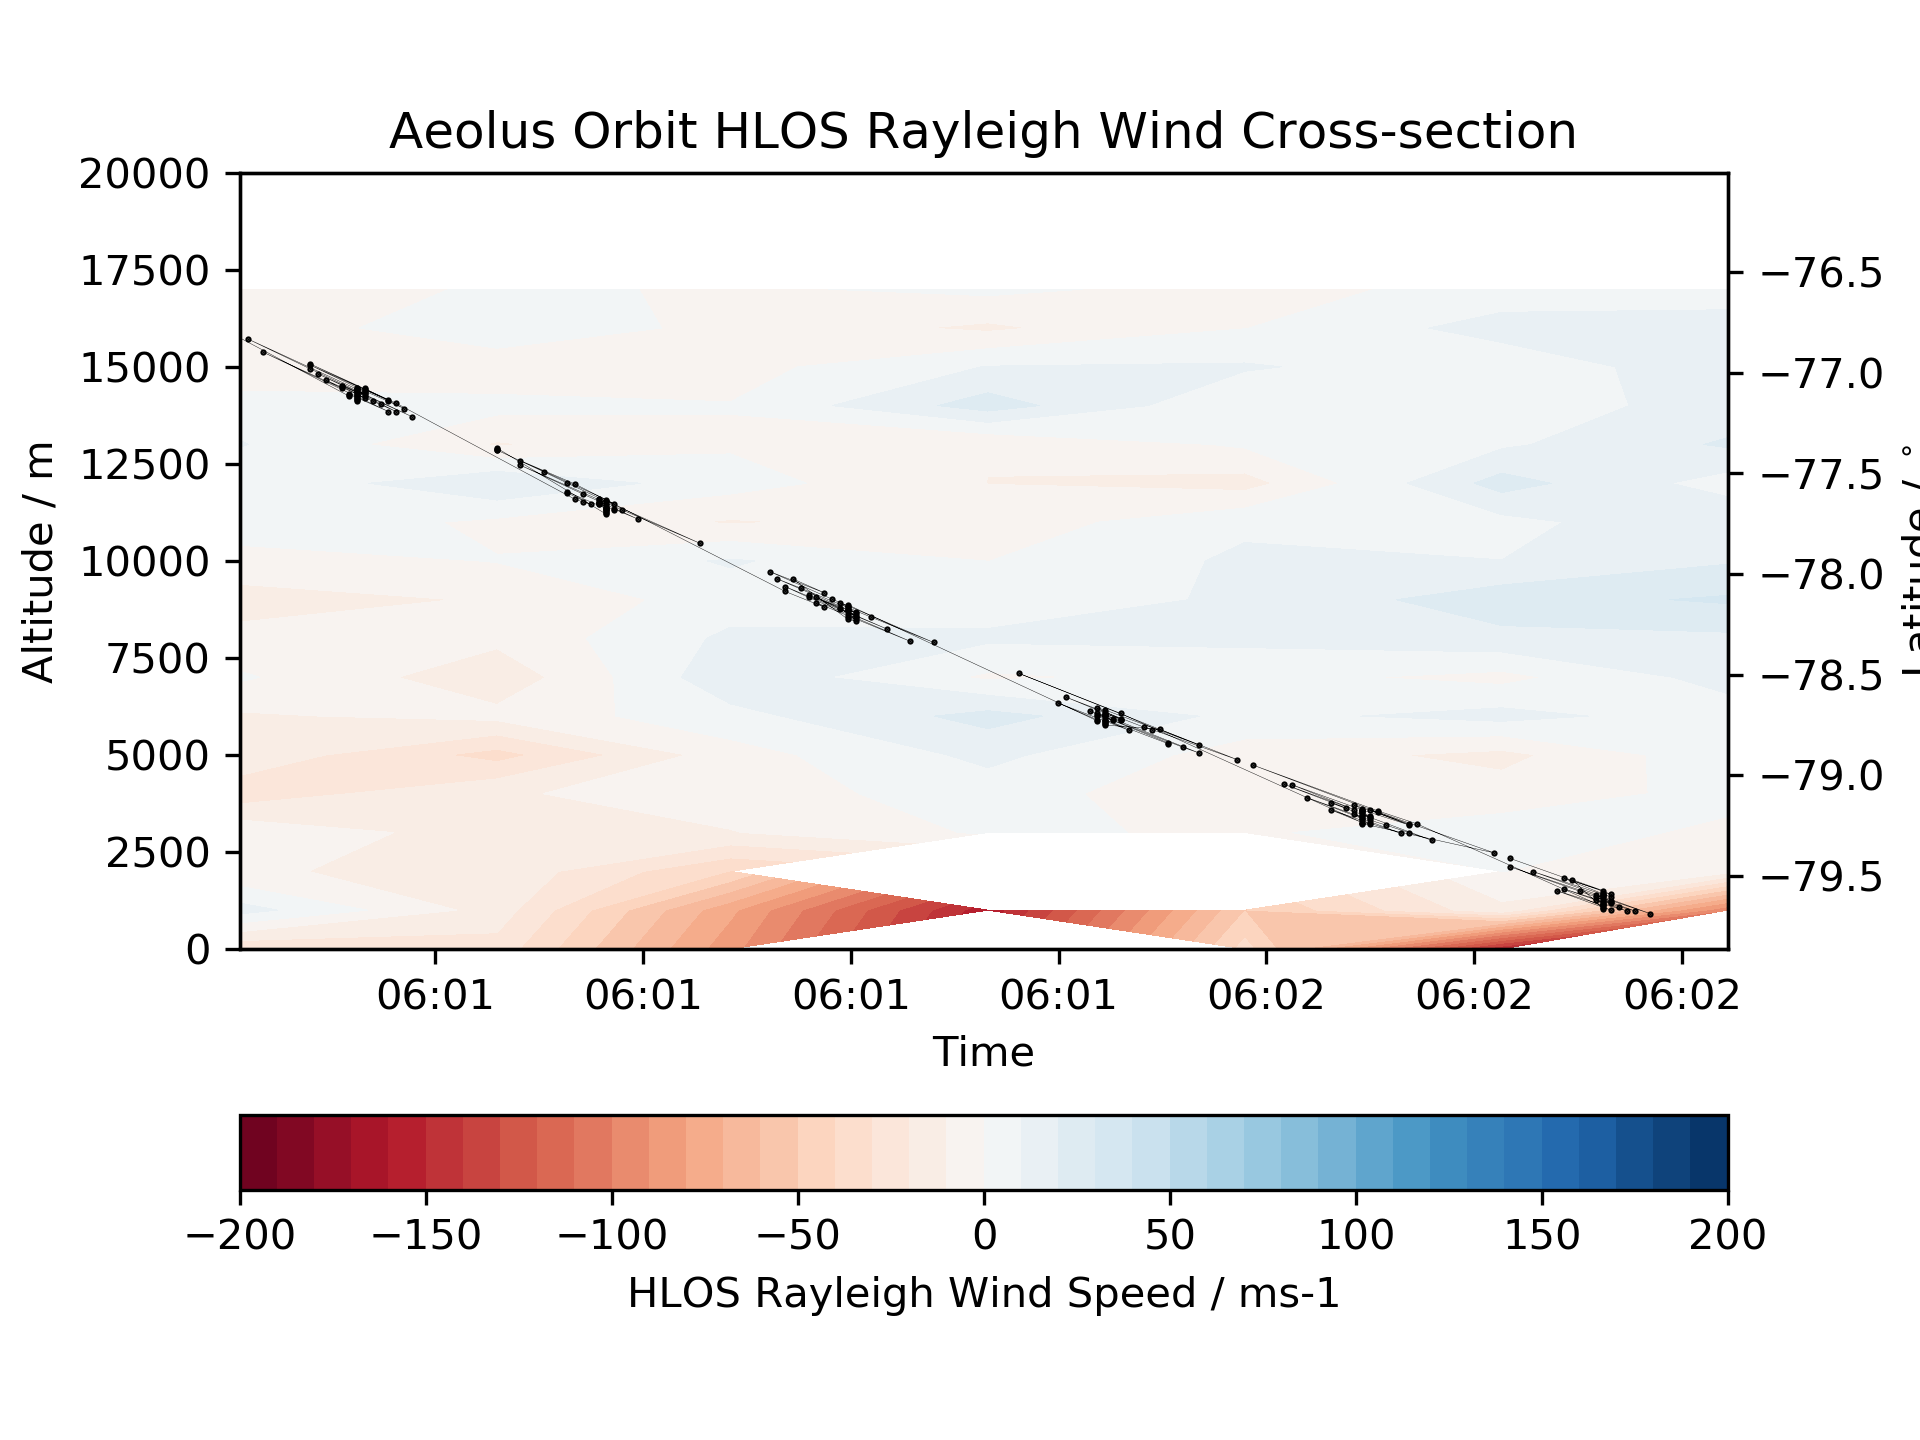 Aeolus Orbit HLOS Rayleigh Wind Cross-section
20000
17500
15000
12500
10000
7500
5000
2500
0
Altitude / m
−76.5
−77.0
−77.5
−78.0
−78.5
−79.0
−79.5
Latitude / °
06:01 06:01 06:01 06:01 06:02 06:02 06:02
Time
−200 −150 −100 −50 0 50 100 150 200
HLOS Rayleigh Wind Speed / ms-1